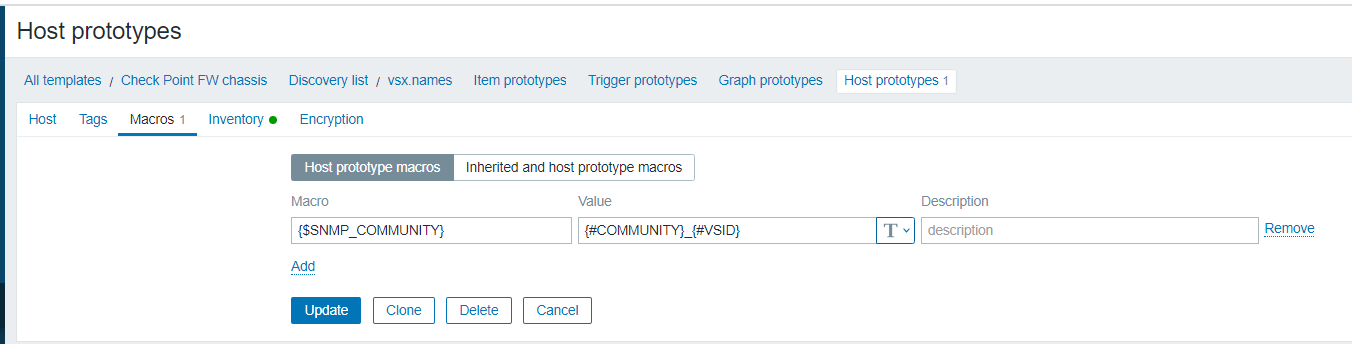 Host prototypes
All templates / Check Point FW chassis Discovery list / vsx.names Item prototypes Trigger prototypes Graph prototypes Host prototypes 1
Host Tags Macros 1 Inventory Encryption
Host prototype macros Inherited and host prototype macros
Macro Value Description
{$SNMP_COMMUNITY} {#COMMUNITY}_{#VSID} T description Remove
Add
Update Clone Delete Cancel